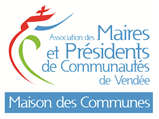 Association des Maires
et Présidents
de Communautés
de Vendée
Maison des Communes